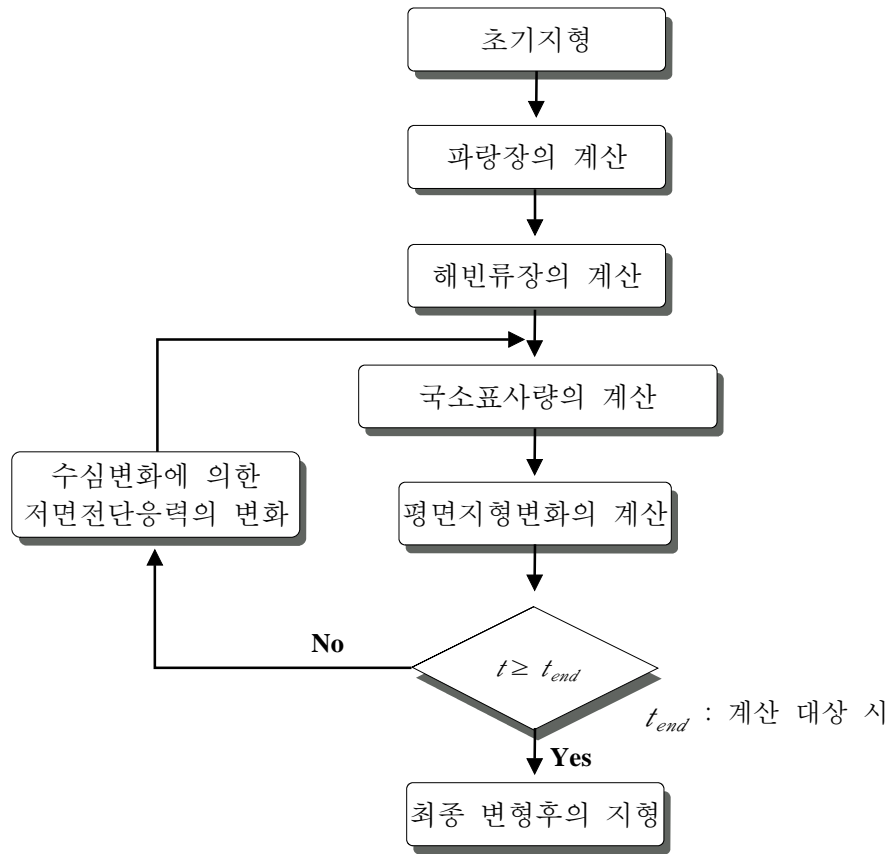 초기지형
파랑장의 계산
해빈류장의 계산
국소표사량의 계산
수심변화에 의한
저면전단응력의 변화
평면지형변화의 계산
No
t ≥ t_end
t_end : 계산 대상 시
Yes
최종 변형후의 지형